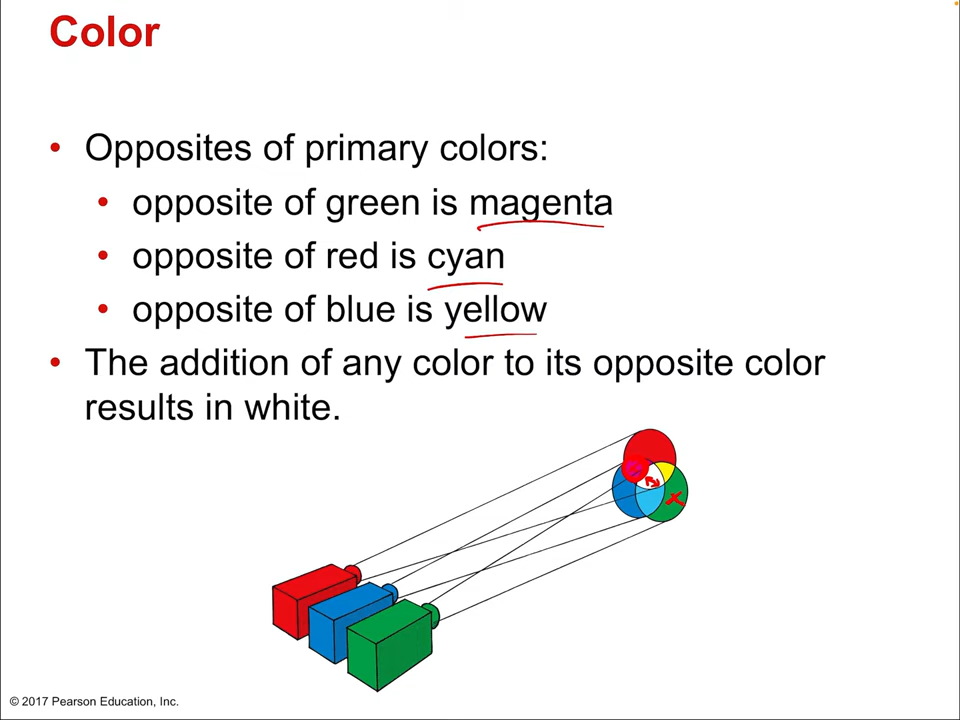 Color
• Opposites of primary colors:
• opposite of green is magenta
• opposite of red is cyan
• opposite of blue is yellow
• The addition of any color to its opposite color
results in white.
© 2017 Pearson Education, Inc.